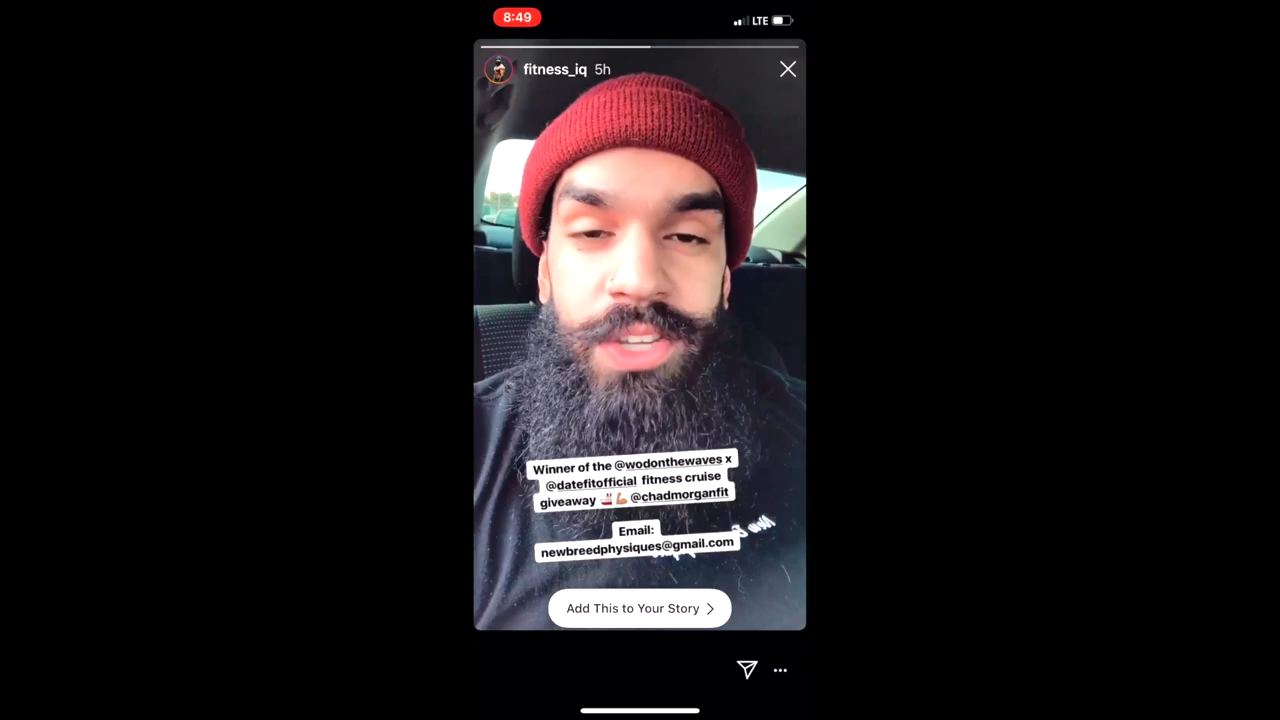 8:49
LTE
fitness_iq 5h
Winner of the @wodonthewaves x
@datefitofficial fitness cruise
giveaway 🚢💪🏽 @chadmorganfit
Email:
newbreedphysiques@gmail.com
Add This to Your Story